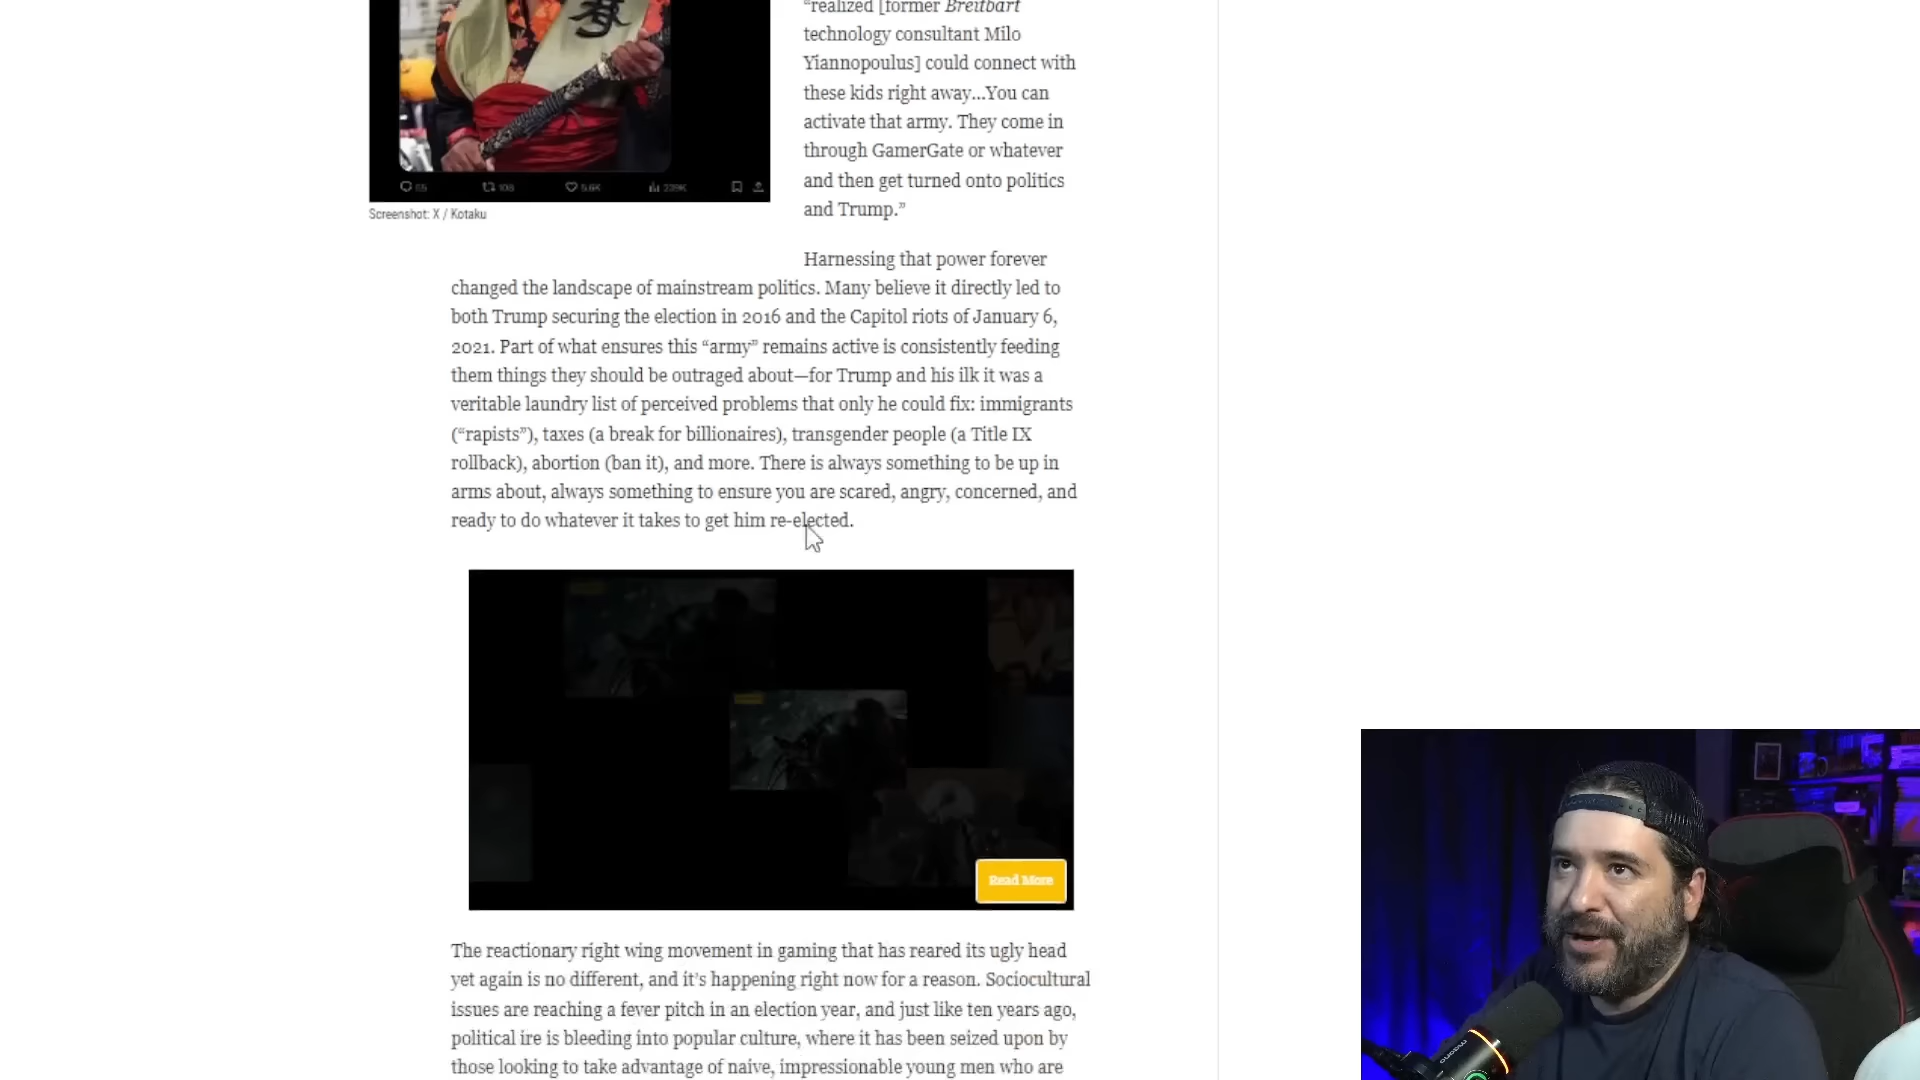 春
"realized [former Breitbart
technology consultant Milo
Yiannopoulus] could connect with
these kids right away...You can
activate that army. They come in
through GamerGate or whatever
and then get turned onto politics
and Trump."
108
5.6K
239K
Screenshot: X / Kotaku
Harnessing that power forever
changed the landscape of mainstream politics. Many believe it directly led to
both Trump securing the election in 2016 and the Capitol riots of January 6,
2021. Part of what ensures this "army" remains active is consistently feeding
them things they should be outraged about—for Trump and his ilk it was a
veritable laundry list of perceived problems that only he could fix: immigrants
("rapists"), taxes (a break for billionaires), transgender people (a Title IX
rollback), abortion (ban it), and more. There is always something to be up in
arms about, always something to ensure you are scared, angry, concerned, and
ready to do whatever it takes to get him re-elected.
Read More
The reactionary right wing movement in gaming that has reared its ugly head
yet again is no different, and it's happening right now for a reason. Sociocultural
issues are reaching a fever pitch in an election year, and just like ten years ago,
political ire is bleeding into popular culture, where it has been seized upon by
those looking to take advantage of naive, impressionable young men who are
maono